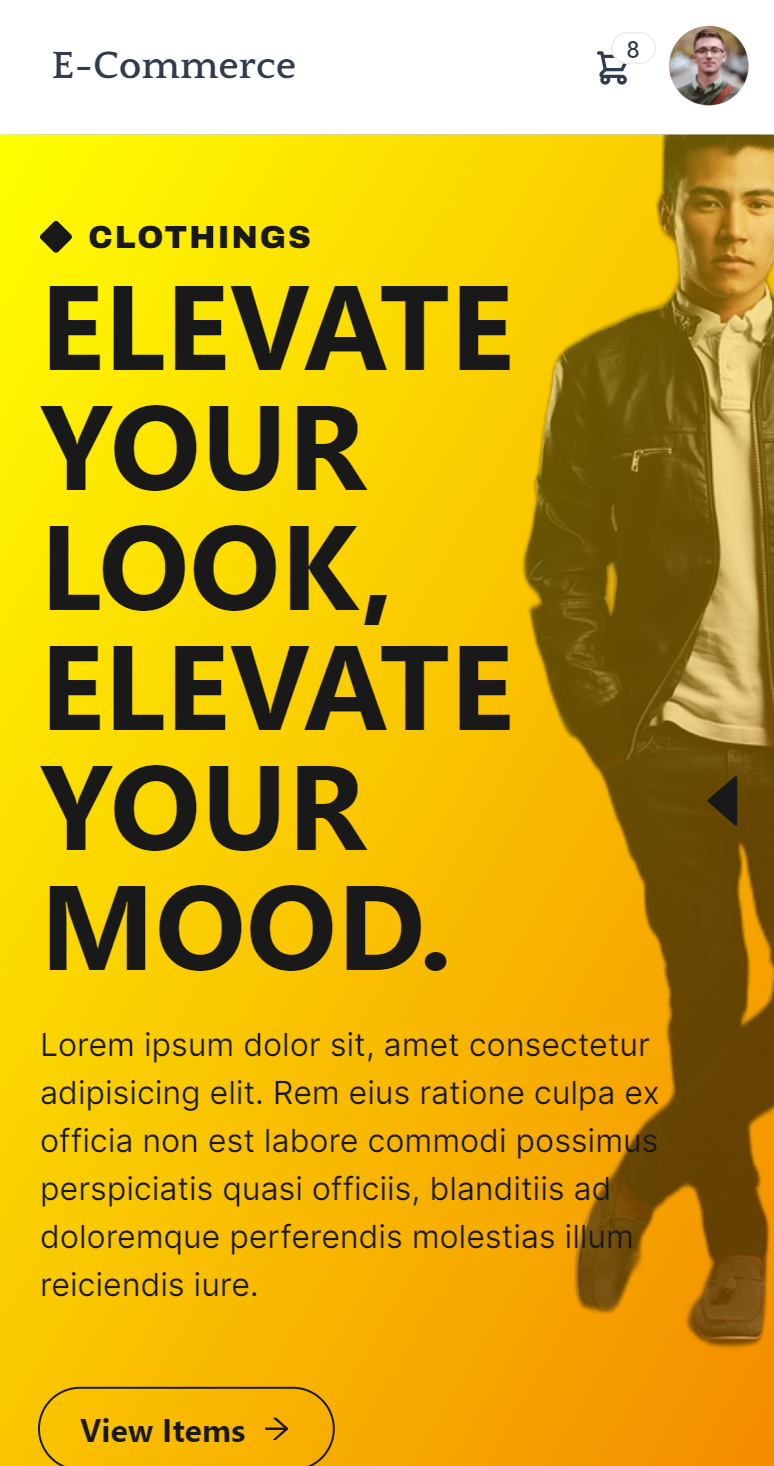 E-Commerce
8
CLOTHINGS
ELEVATE
YOUR
LOOK,
ELEVATE
YOUR
MOOD.
Lorem ipsum dolor sit, amet consectetur
adipisicing elit. Rem eius ratione culpa ex
officia non est labore commodi possimus
perspiciatis quasi officiis, blanditiis ad
doloremque perferendis molestias illum
reiciendis iure.
View Items